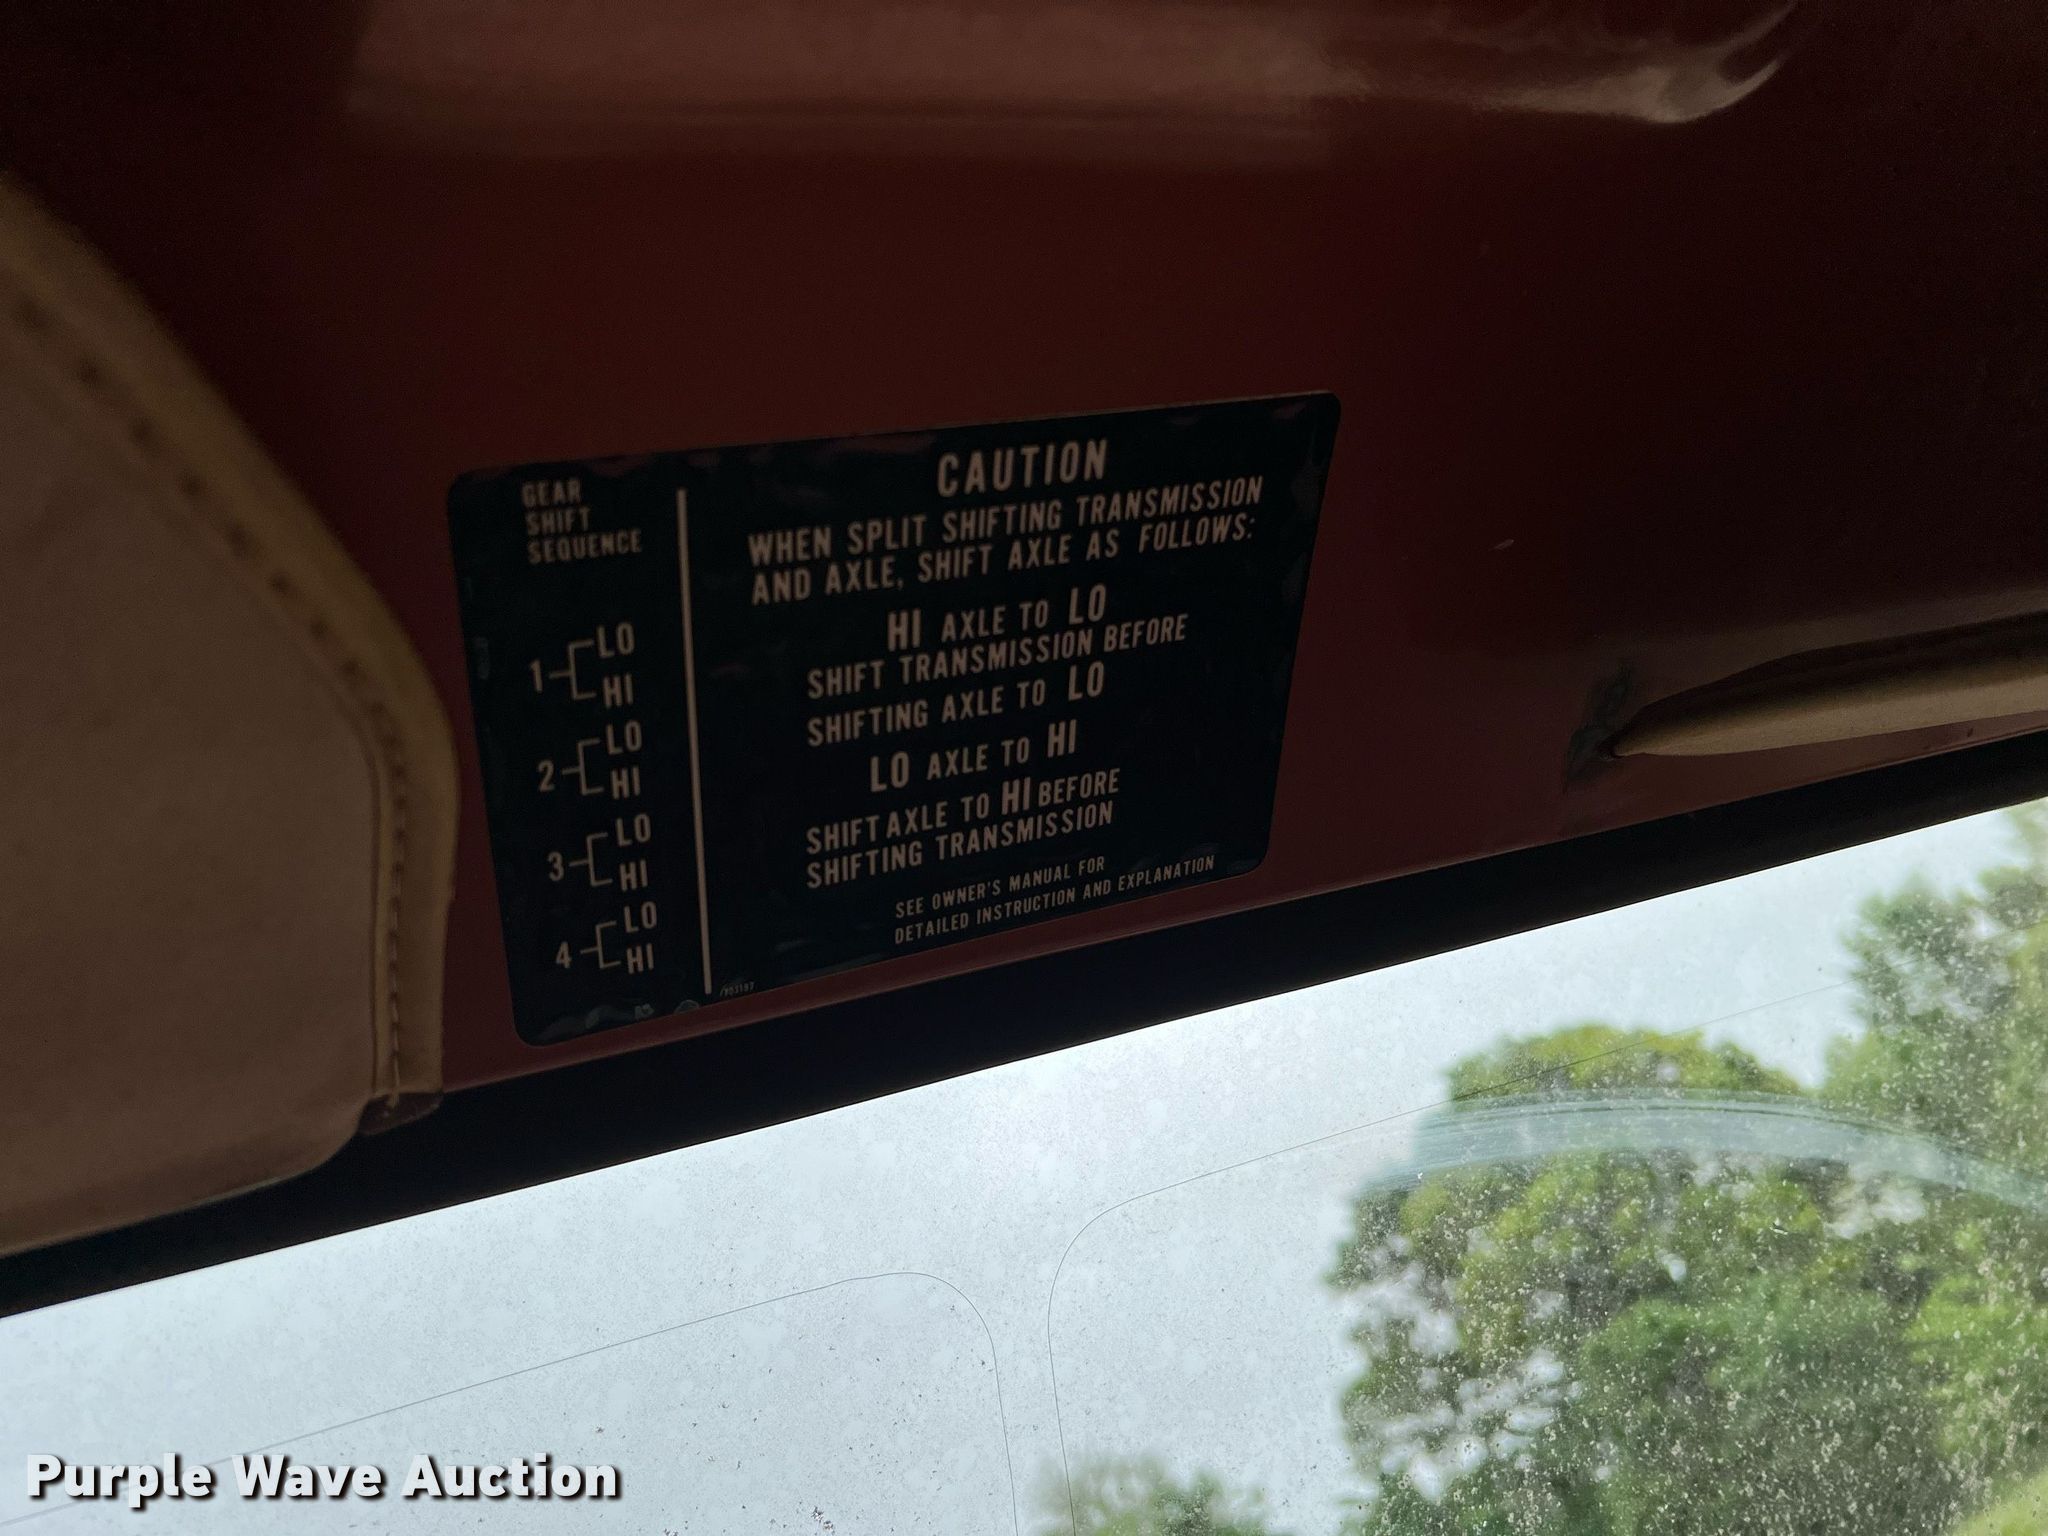 GEAR
SHIFT
SEQUENCE
1 LO
HI
2 LO
HI
3 LO
HI
4 LO
HI
CAUTION
WHEN SPLIT SHIFTING TRANSMISSION
AND AXLE, SHIFT AXLE AS FOLLOWS:
HI AXLE TO LO
SHIFT TRANSMISSION BEFORE
SHIFTING AXLE TO LO
LO AXLE TO HI
SHIFT AXLE TO HI BEFORE
SHIFTING TRANSMISSION
SEE OWNER'S MANUAL FOR
DETAILED INSTRUCTION AND EXPLANATION
Purple Wave Auction